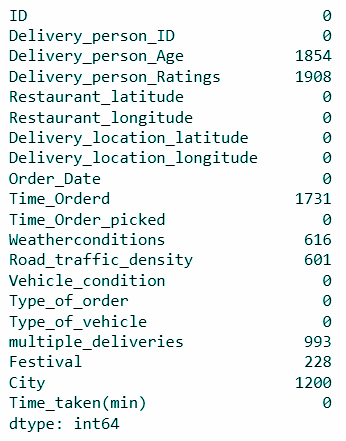 ID 0
Delivery_person_ID 0
Delivery_person_Age 1854
Delivery_person_Ratings 1908
Restaurant_latitude 0
Restaurant_longitude 0
Delivery_location_latitude 0
Delivery_location_longitude 0
Order_Date 0
Time_Orderd 1731
Time_Order_picked 0
Weatherconditions 616
Road_traffic_density 601
Vehicle_condition 0
Type_of_order 0
Type_of_vehicle 0
multiple_deliveries 993
Festival 228
City 1200
Time_taken(min) 0
dtype: int64